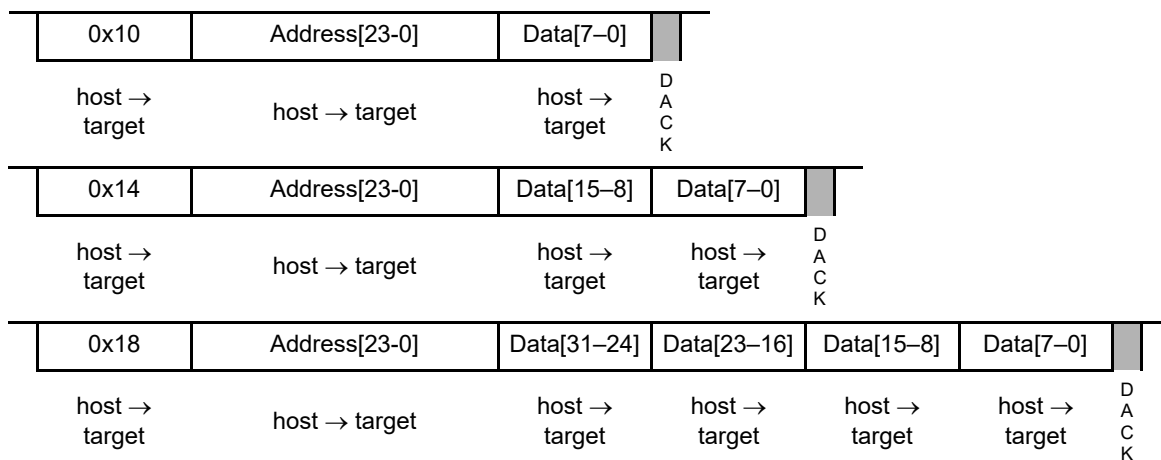 0x10 Address[23-0] Data[7–0]
host → target host → target host → target D A C K
0x14 Address[23-0] Data[15–8] Data[7–0]
host → target host → target host → target host → target D A C K
0x18 Address[23-0] Data[31–24] Data[23–16] Data[15–8] Data[7–0]
host → target host → target host → target host → target host → target host → target D A C K